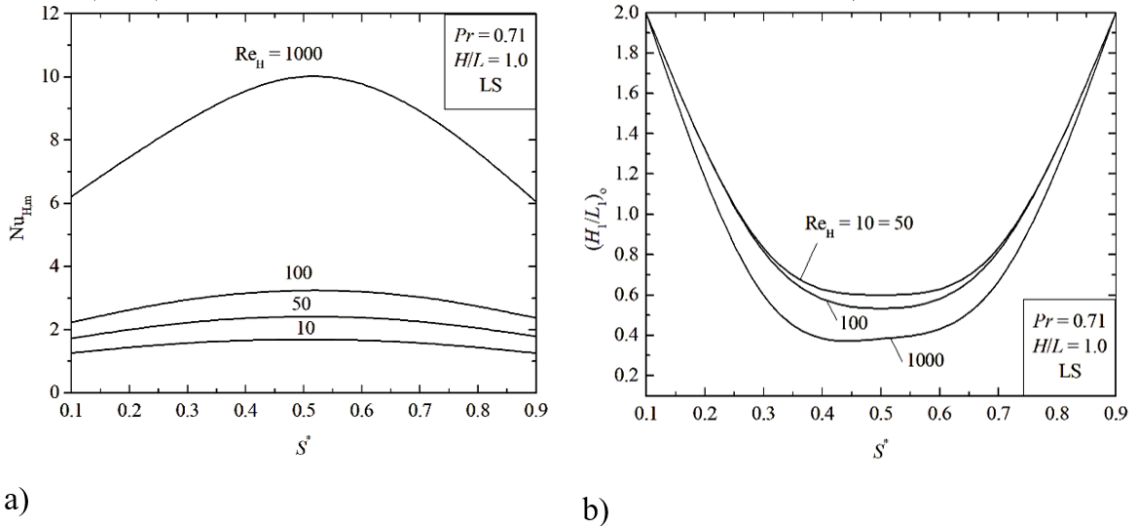 12
10
8
6
4
2
0
Nu_H,m
Re_H = 1000
100
50
10
Pr = 0.71
H/L = 1.0
LS
0.1 0.2 0.3 0.4 0.5 0.6 0.7 0.8 0.9
S*
a)
2.0
1.8
1.6
1.4
1.2
1.0
0.8
0.6
0.4
0.2
(H_1/L_1)_o
Re_H = 10 = 50
100
1000
Pr = 0.71
H/L = 1.0
LS
0.1 0.2 0.3 0.4 0.5 0.6 0.7 0.8 0.9
S*
b)